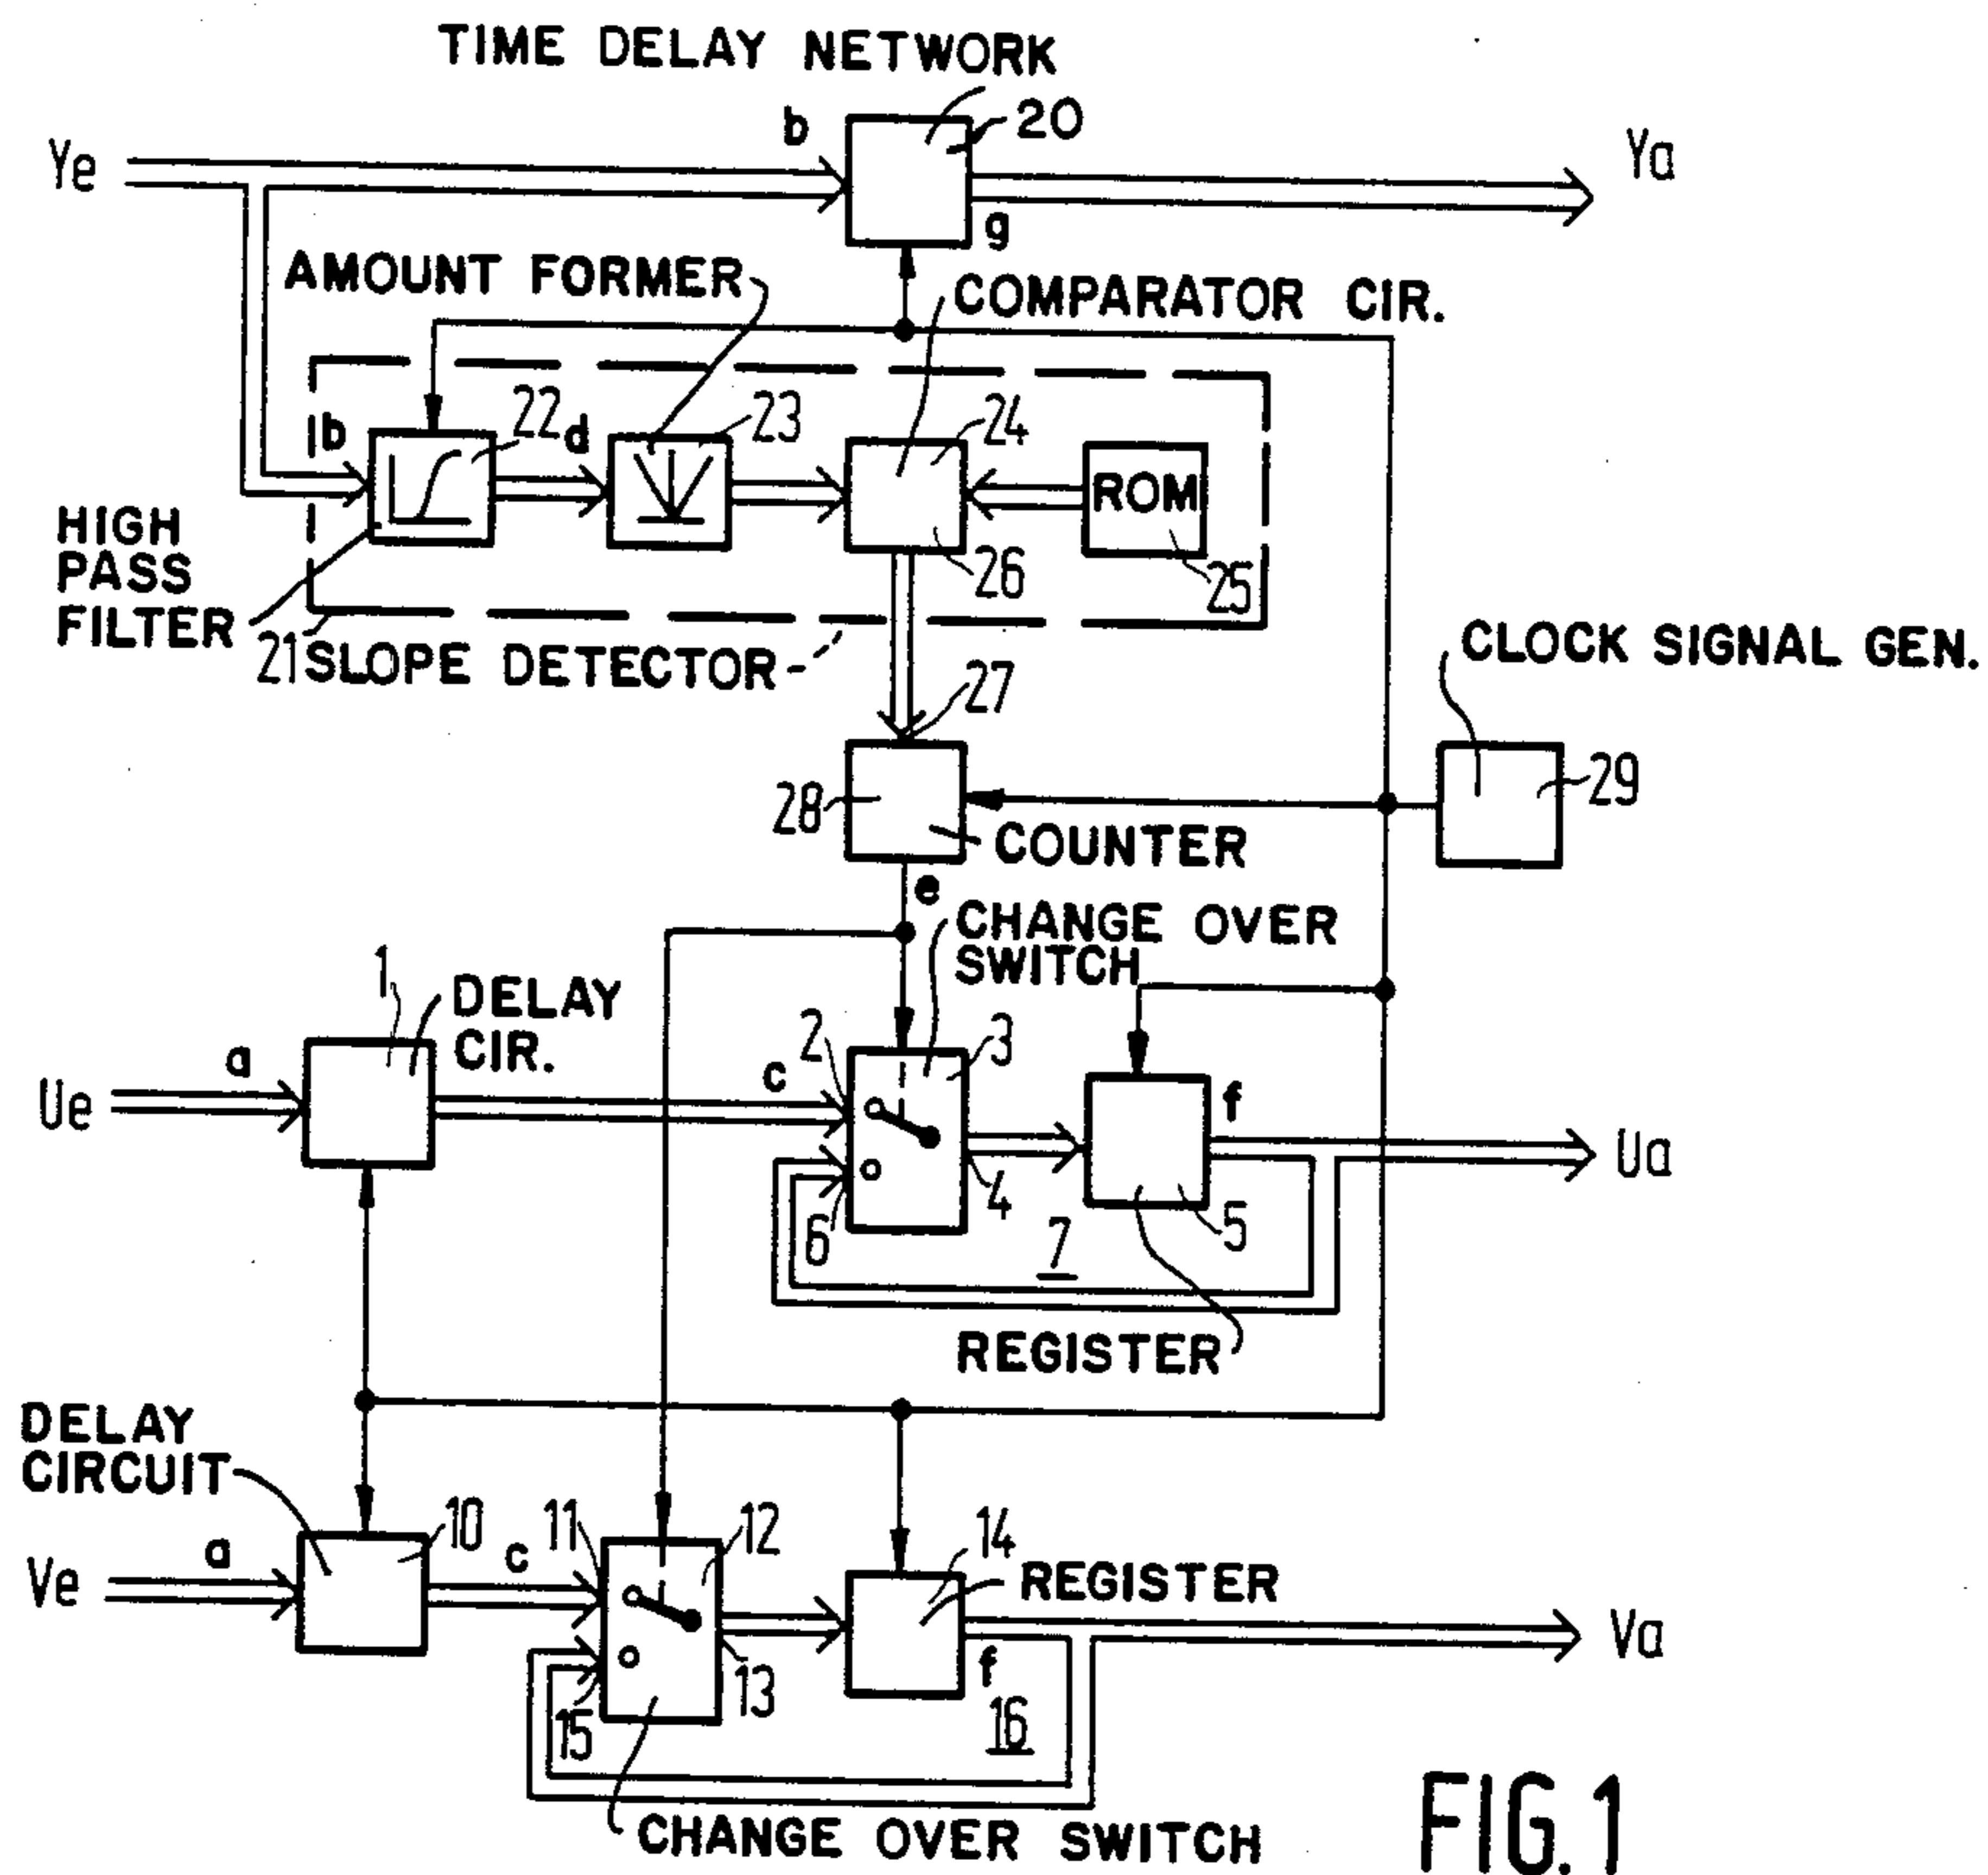 TIME DELAY NETWORK
b
20
Ye
Ya
g
AMOUNT FORMER
COMPARATOR CIR.
b
22
d
23
24
ROM
HIGH
PASS
FILTER
26
25
21 SLOPE DETECTOR
27
CLOCK SIGNAL GEN.
28
29
COUNTER
e
CHANGE OVER
SWITCH
1
DELAY
CIR.
2
3
a
c
f
Ue
Ua
4
5
6
7
REGISTER
DELAY
CIRCUIT
10
11
12
14
REGISTER
a
c
Ve
Va
13
f
15
16
CHANGE OVER SWITCH
FIG. 1